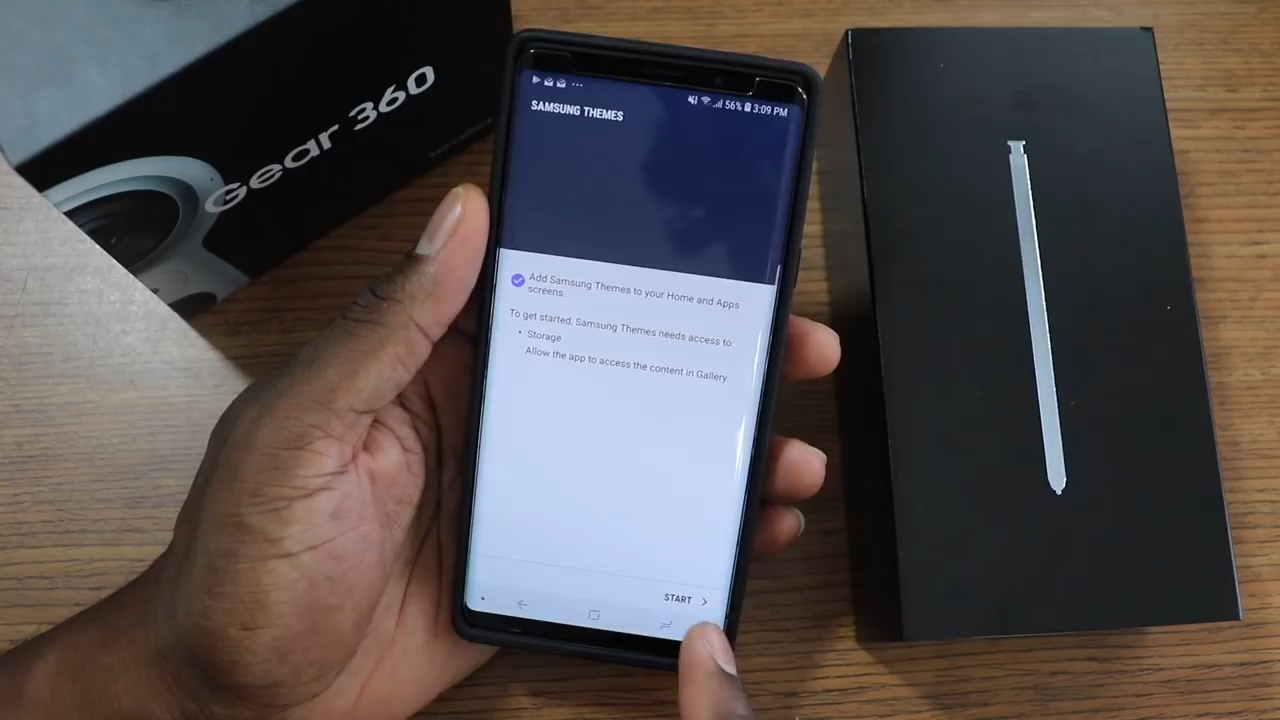 Gear 360
56% 3:09 PM
SAMSUNG THEMES
Add Samsung Themes to your Home and Apps
screens.
To get started, Samsung Themes needs access to:
• Storage
Allow the app to access the content in Gallery.
START